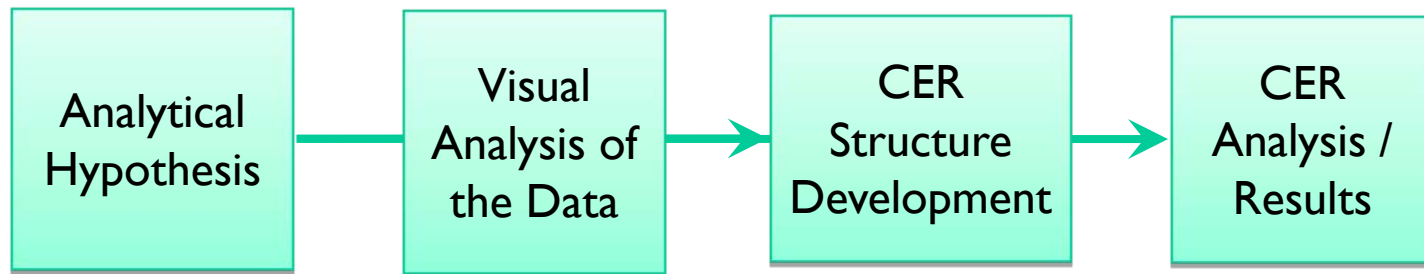 Analytical
Hypothesis
Visual
Analysis of
the Data
CER
Structure
Development
CER
Analysis /
Results